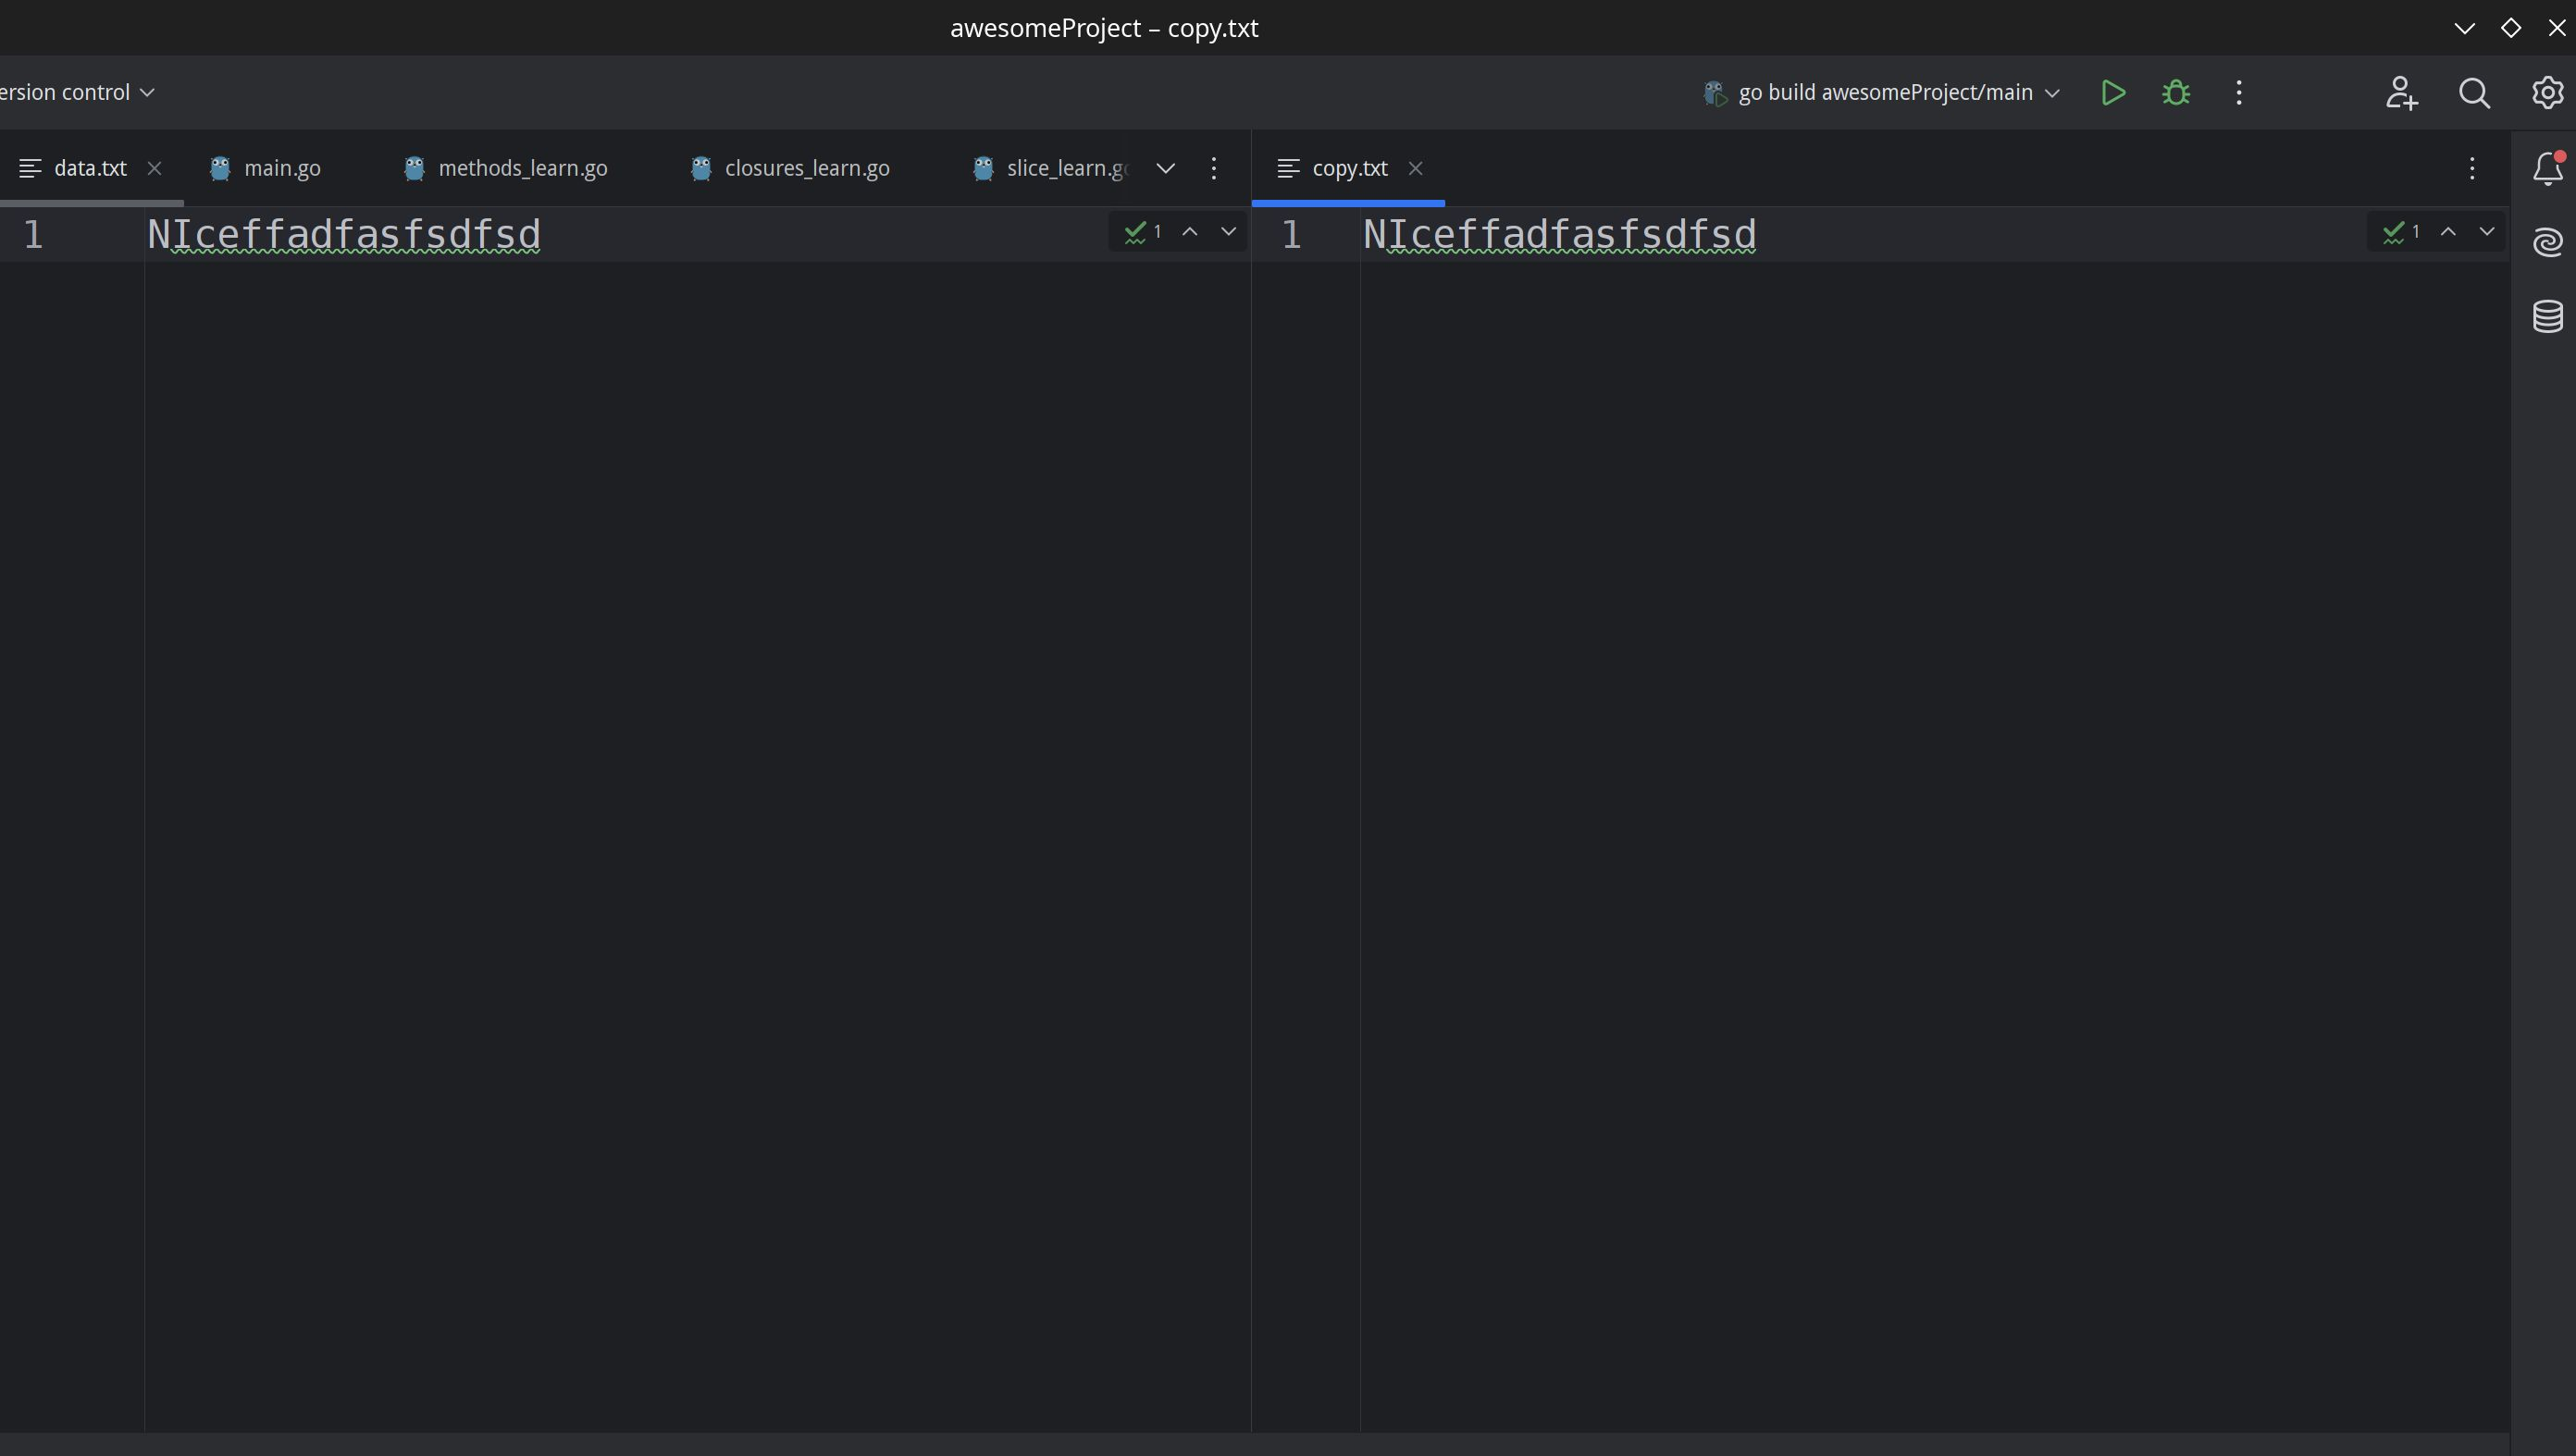 awesomeProject – copy.txt
ersion control
go build awesomeProject/main
data.txt
main.go
methods_learn.go
closures_learn.go
slice_learn.go
copy.txt
1 NIceffadfasfsdfsd
1
1 NIceffadfasfsdfsd
1